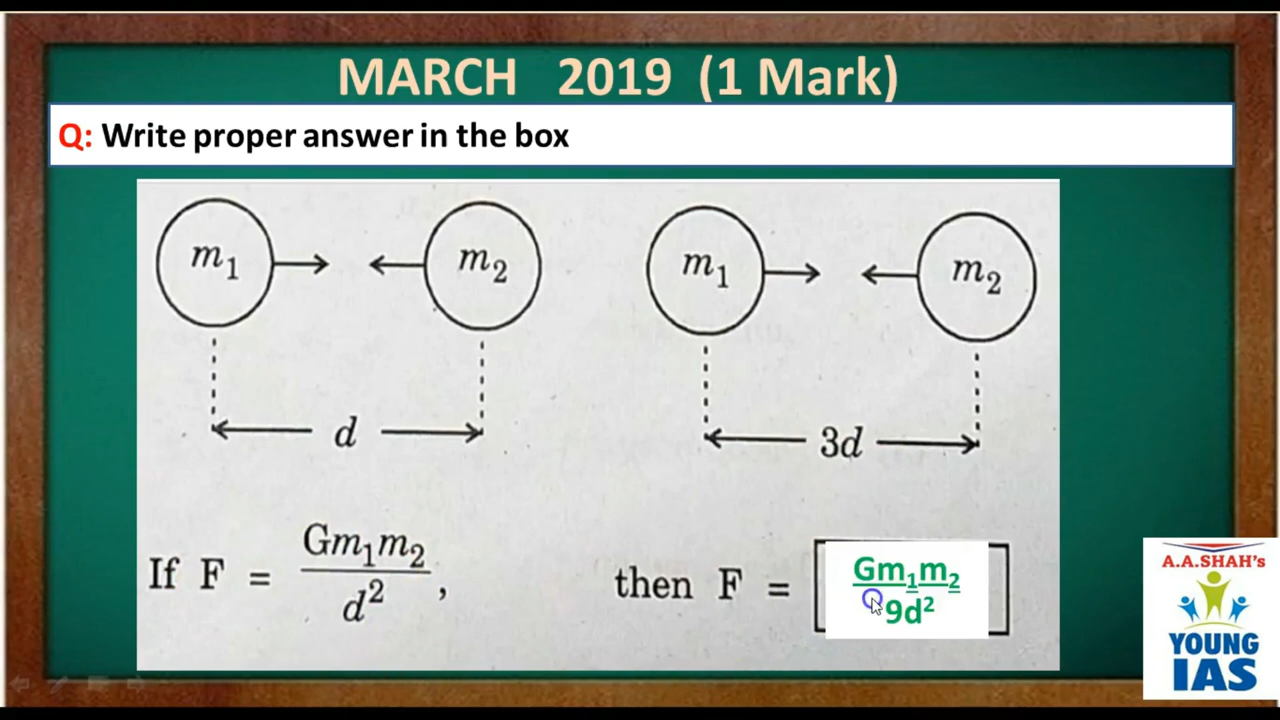 MARCH 2019 (1 Mark)
Q: Write proper answer in the box
m₁ m₂ m₁ m₂
d 3d
If F = Gm₁m₂/d², then F = [Gm₁m₂/9d²]
A.A.SHAH's
YOUNG
IAS